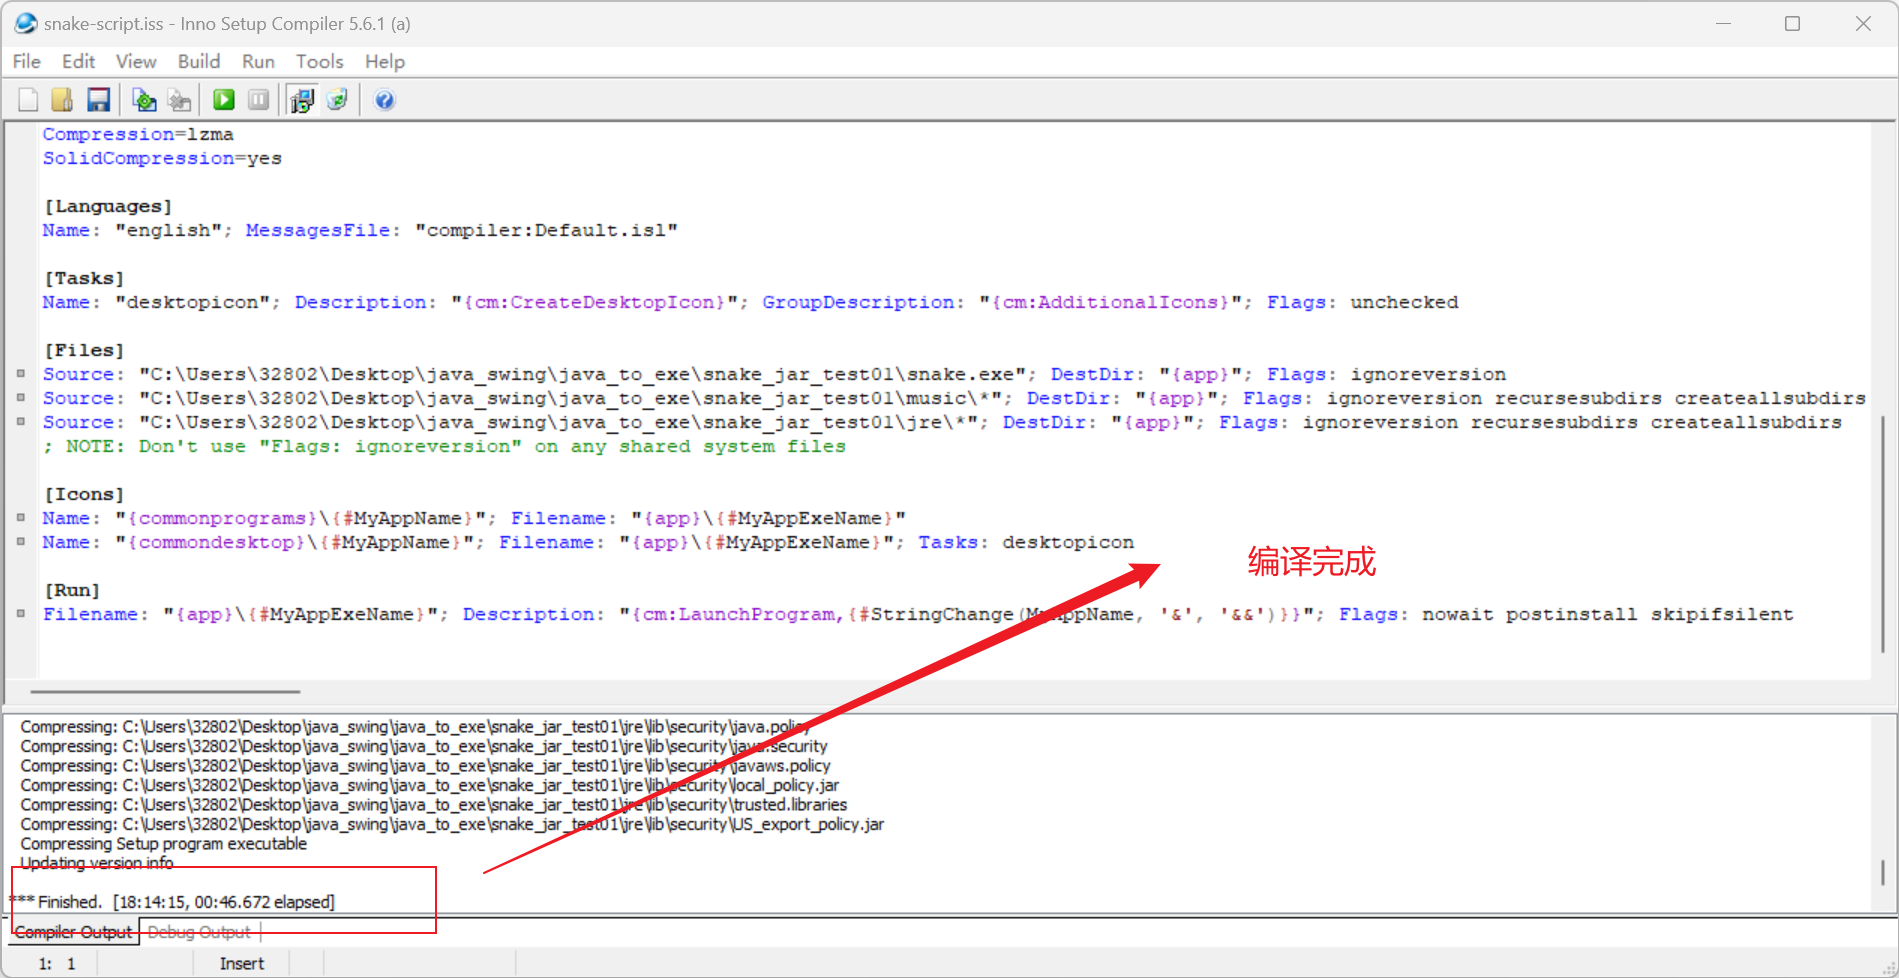 snake-script.iss - Inno Setup Compiler 5.6.1 (a)
File Edit View Build Run Tools Help
Compression=lzma
SolidCompression=yes
[Languages]
Name: "english"; MessagesFile: "compiler:Default.isl"
[Tasks]
Name: "desktopicon"; Description: "{cm:CreateDesktopIcon}"; GroupDescription: "{cm:AdditionalIcons}"; Flags: unchecked
[Files]
Source: "C:\Users\32802\Desktop\java_swing\java_to_exe\snake_jar_test01\snake.exe"; DestDir: "{app}"; Flags: ignoreversion
Source: "C:\Users\32802\Desktop\java_swing\java_to_exe\snake_jar_test01\music\*"; DestDir: "{app}"; Flags: ignoreversion recursesubdirs createallsubdirs
Source: "C:\Users\32802\Desktop\java_swing\java_to_exe\snake_jar_test01\jre\*"; DestDir: "{app}"; Flags: ignoreversion recursesubdirs createallsubdirs
; NOTE: Don't use "Flags: ignoreversion" on any shared system files
[Icons]
Name: "{commonprograms}\{#MyAppName}"; Filename: "{app}\{#MyAppExeName}"
Name: "{commondesktop}\{#MyAppName}"; Filename: "{app}\{#MyAppExeName}"; Tasks: desktopicon
编译完成
[Run]
Filename: "{app}\{#MyAppExeName}"; Description: "{cm:LaunchProgram,{#StringChange(MyAppName, '&', '&&')}}"; Flags: nowait postinstall skipifsilent
Compressing: C:\Users\32802\Desktop\java_swing\java_to_exe\snake_jar_test01\jre\lib\security\java.policy
Compressing: C:\Users\32802\Desktop\java_swing\java_to_exe\snake_jar_test01\jre\lib\security\java.security
Compressing: C:\Users\32802\Desktop\java_swing\java_to_exe\snake_jar_test01\jre\lib\security\javaws.policy
Compressing: C:\Users\32802\Desktop\java_swing\java_to_exe\snake_jar_test01\jre\lib\security\local_policy.jar
Compressing: C:\Users\32802\Desktop\java_swing\java_to_exe\snake_jar_test01\jre\lib\security\trusted.libraries
Compressing: C:\Users\32802\Desktop\java_swing\java_to_exe\snake_jar_test01\jre\lib\security\US_export_policy.jar
Compressing Setup program executable
Updating version info
*** Finished. [18:14:15, 00:46.672 elapsed]
Compiler Output Debug Output
1: 1 Insert